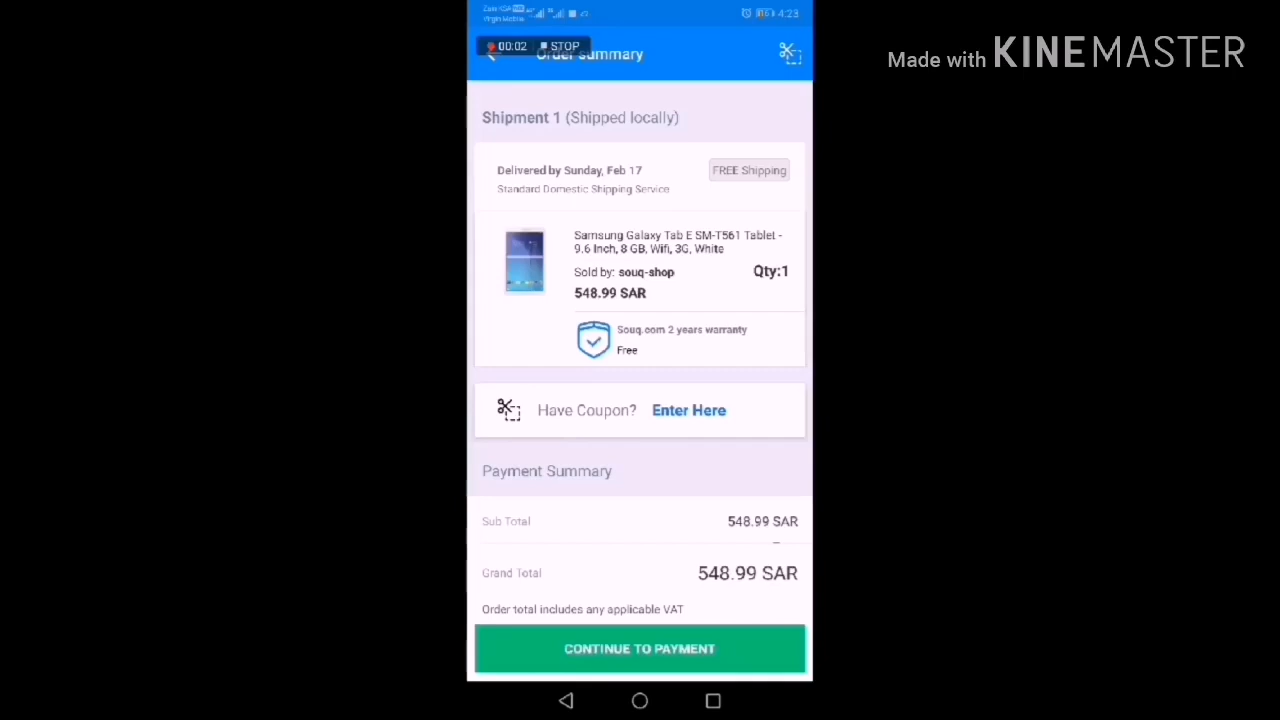 Zain KSA
Virgin Mobile
4:23
00:02 STOP
Order summary
Made with KINEMASTER
Shipment 1 (Shipped locally)
Delivered by Sunday, Feb 17
FREE Shipping
Standard Domestic Shipping Service
Samsung Galaxy Tab E SM-T561 Tablet -
9.6 Inch, 8 GB, Wifi, 3G, White
Sold by: souq-shop
Qty:1
548.99 SAR
Souq.com 2 years warranty
Free
Have Coupon? Enter Here
Payment Summary
Sub Total 548.99 SAR
Grand Total 548.99 SAR
Order total includes any applicable VAT
CONTINUE TO PAYMENT